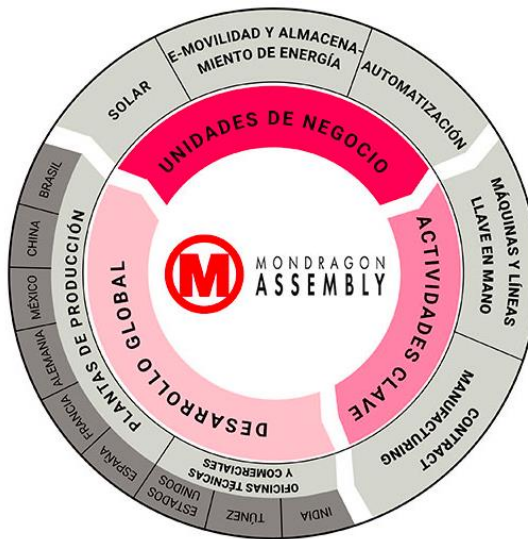 SOLAR
E-MOVILIDAD Y ALMACENA-
MIENTO DE ENERGÍA
AUTOMATIZACIÓN
UNIDADES DE NEGOCIO
MÁQUINAS Y LÍNEAS
LLAVE EN MANO
CONTRACT
MANUFACTURING
ACTIVIDADES CLAVE
M
MONDRAGON
ASSEMBLY
DESARROLLO GLOBAL
PLANTAS DE PRODUCCIÓN
BRASIL
CHINA
MÉXICO
ALEMANIA
FRANCIA
ESPAÑA
OFICINAS TÉCNICAS
Y COMERCIALES
ESTADOS
UNIDOS
TÚNEZ
INDIA